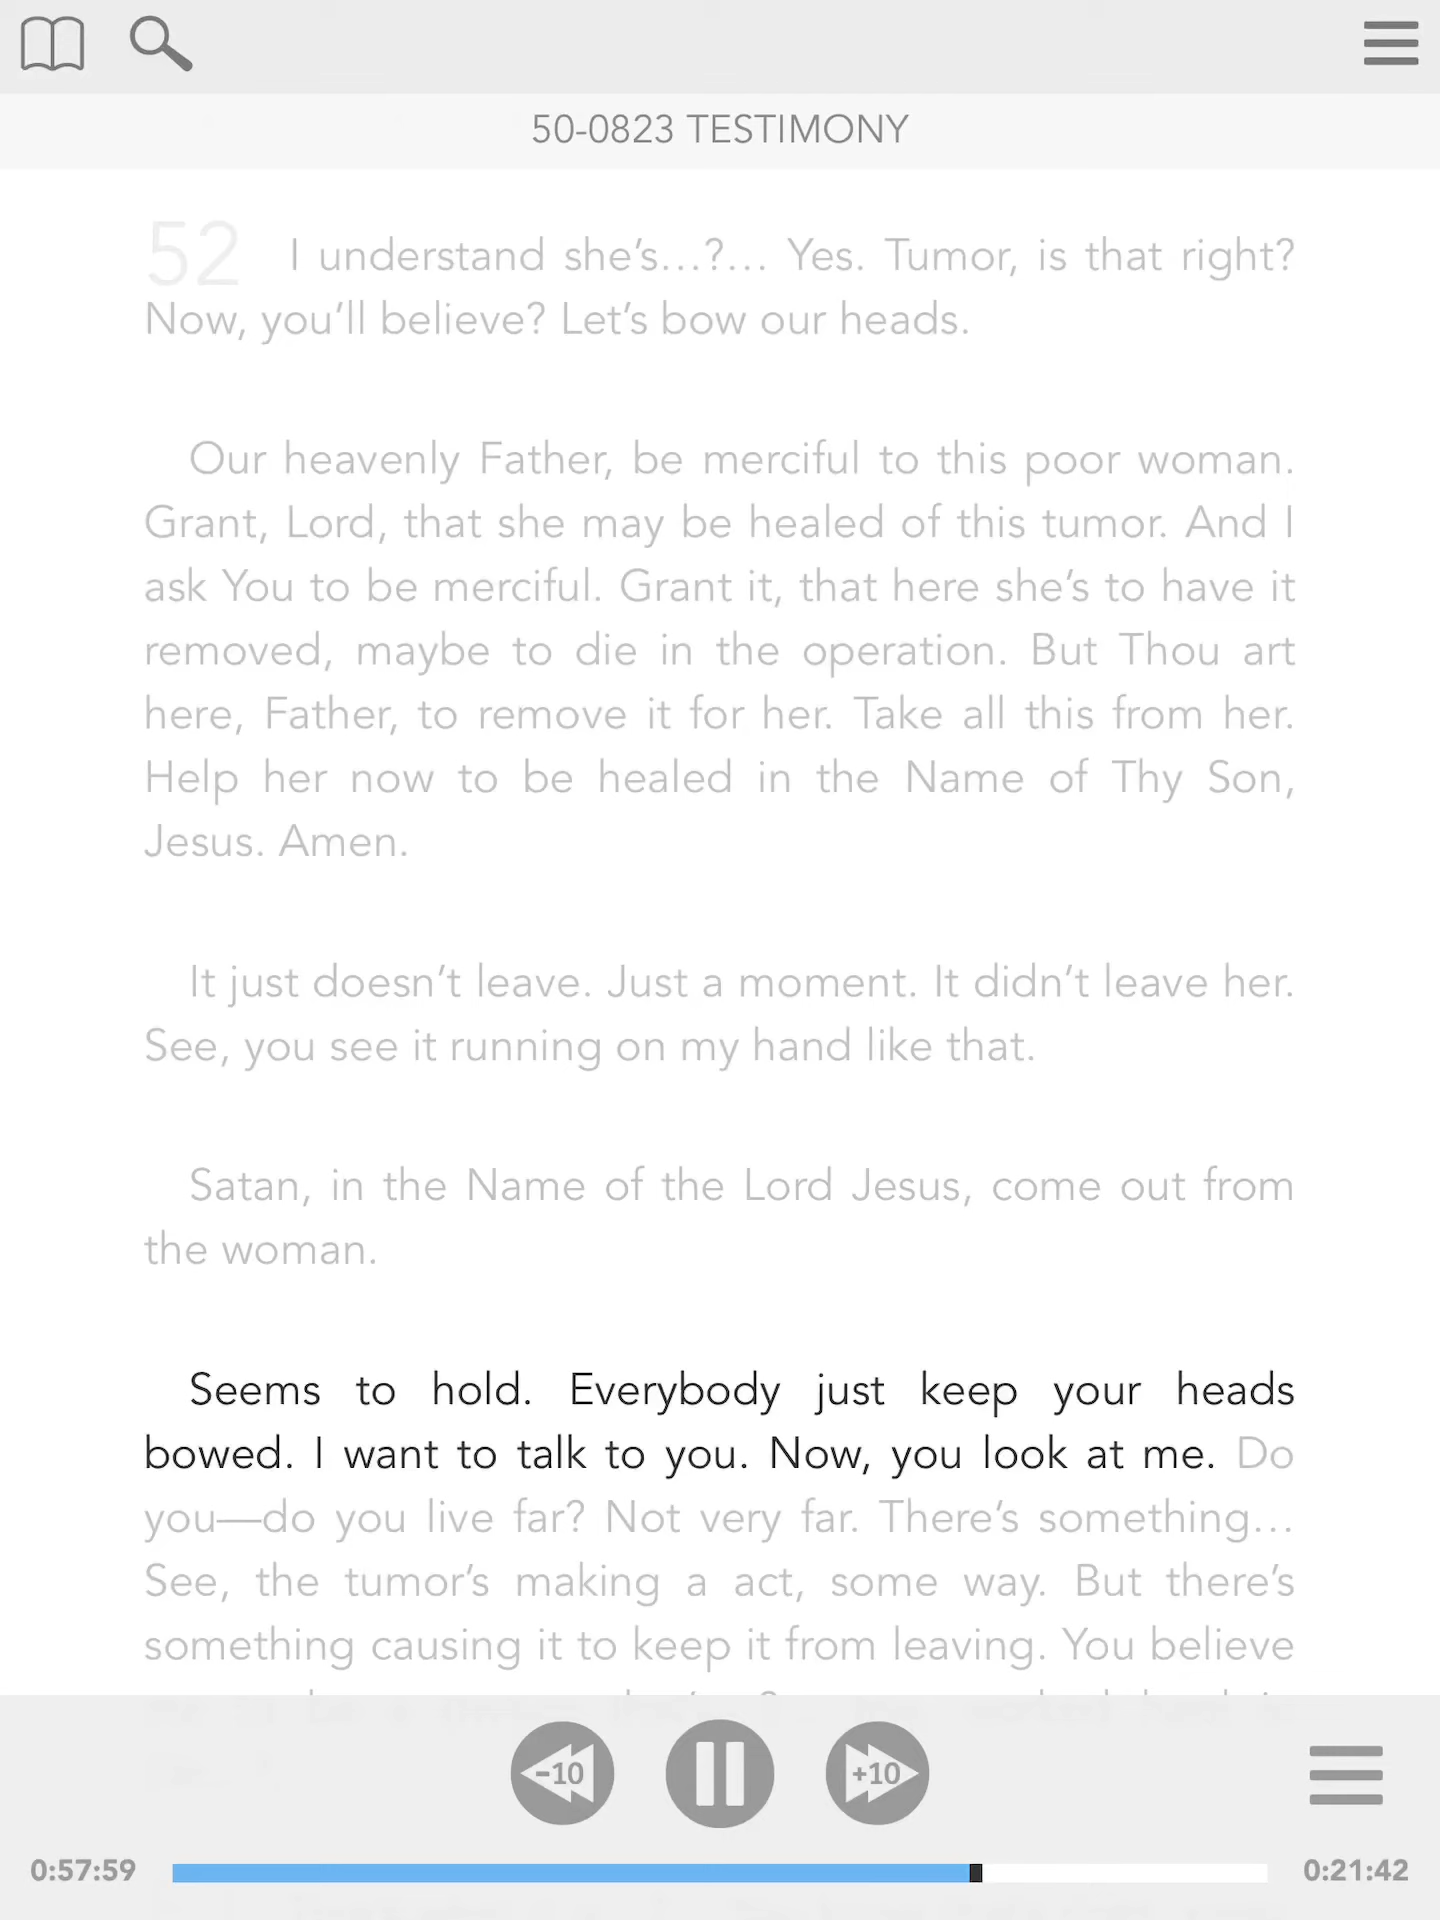 50-0823 TESTIMONY
52 I understand she’s…?… Yes. Tumor, is that right?
Now, you’ll believe? Let’s bow our heads.
Our heavenly Father, be merciful to this poor woman.
Grant, Lord, that she may be healed of this tumor. And I
ask You to be merciful. Grant it, that here she’s to have it
removed, maybe to die in the operation. But Thou art
here, Father, to remove it for her. Take all this from her.
Help her now to be healed in the Name of Thy Son,
Jesus. Amen.
It just doesn’t leave. Just a moment. It didn’t leave her.
See, you see it running on my hand like that.
Satan, in the Name of the Lord Jesus, come out from
the woman.
Seems to hold. Everybody just keep your heads
bowed. I want to talk to you. Now, you look at me. Do
you—do you live far? Not very far. There’s something…
See, the tumor’s making a act, some way. But there’s
something causing it to keep it from leaving. You believe
-10 +10
0:57:59 0:21:42